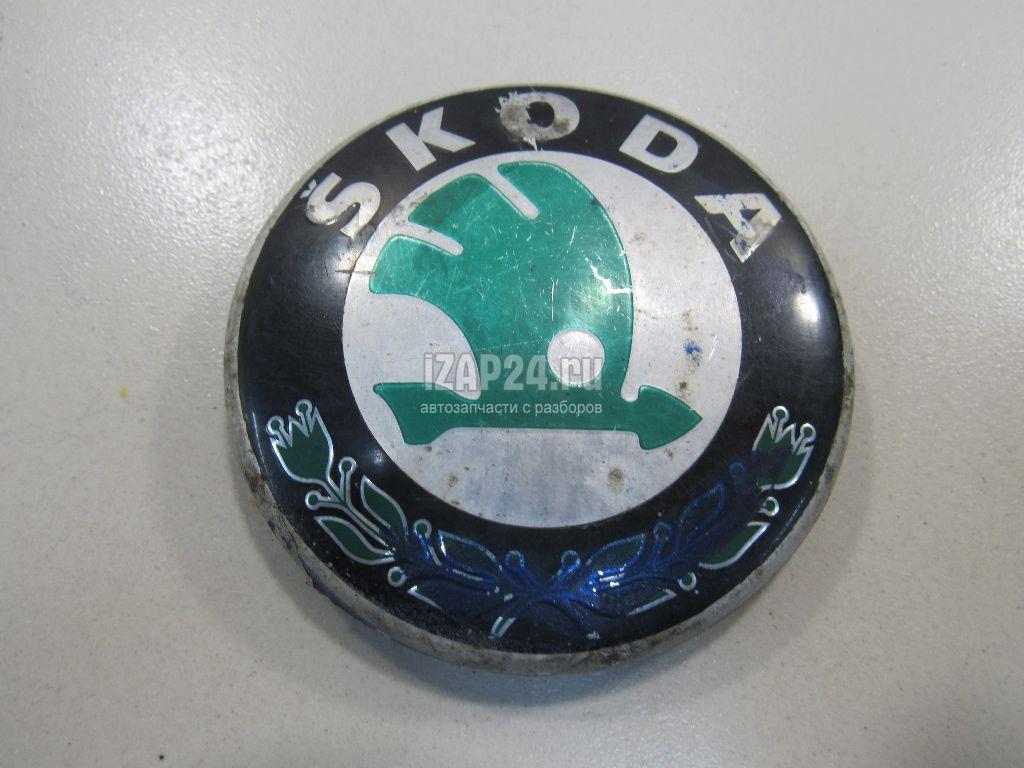 ŠKODA
iZAP24.ru
автозапчасти с разборов